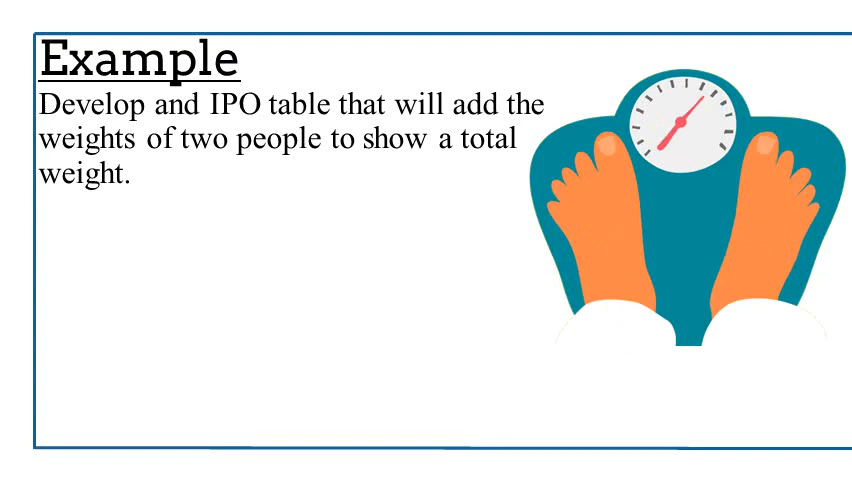 Example
Develop and IPO table that will add the
weights of two people to show a total
weight.